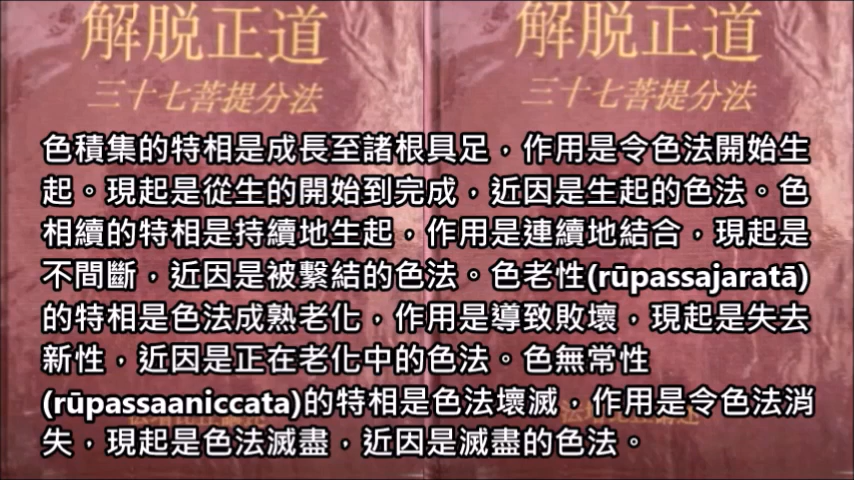 解脫正道
解脫正道
三十七菩提分法
三十七菩提分法
色積集的特相是成長至諸根具足，作用是令色法開始生
起。現起是從生的開始到完成，近因是生起的色法。色
相續的特相是持續地生起，作用是連續地結合，現起是
不間斷，近因是被繫結的色法。色老性(rūpassajaratā)
的特相是色法成熟老化，作用是導致敗壞，現起是失去
新性，近因是正在老化中的色法。色無常性
(rūpassaaniccata)的特相是色法壞滅，作用是令色法消
失，現起是色法滅盡，近因是滅盡的色法。